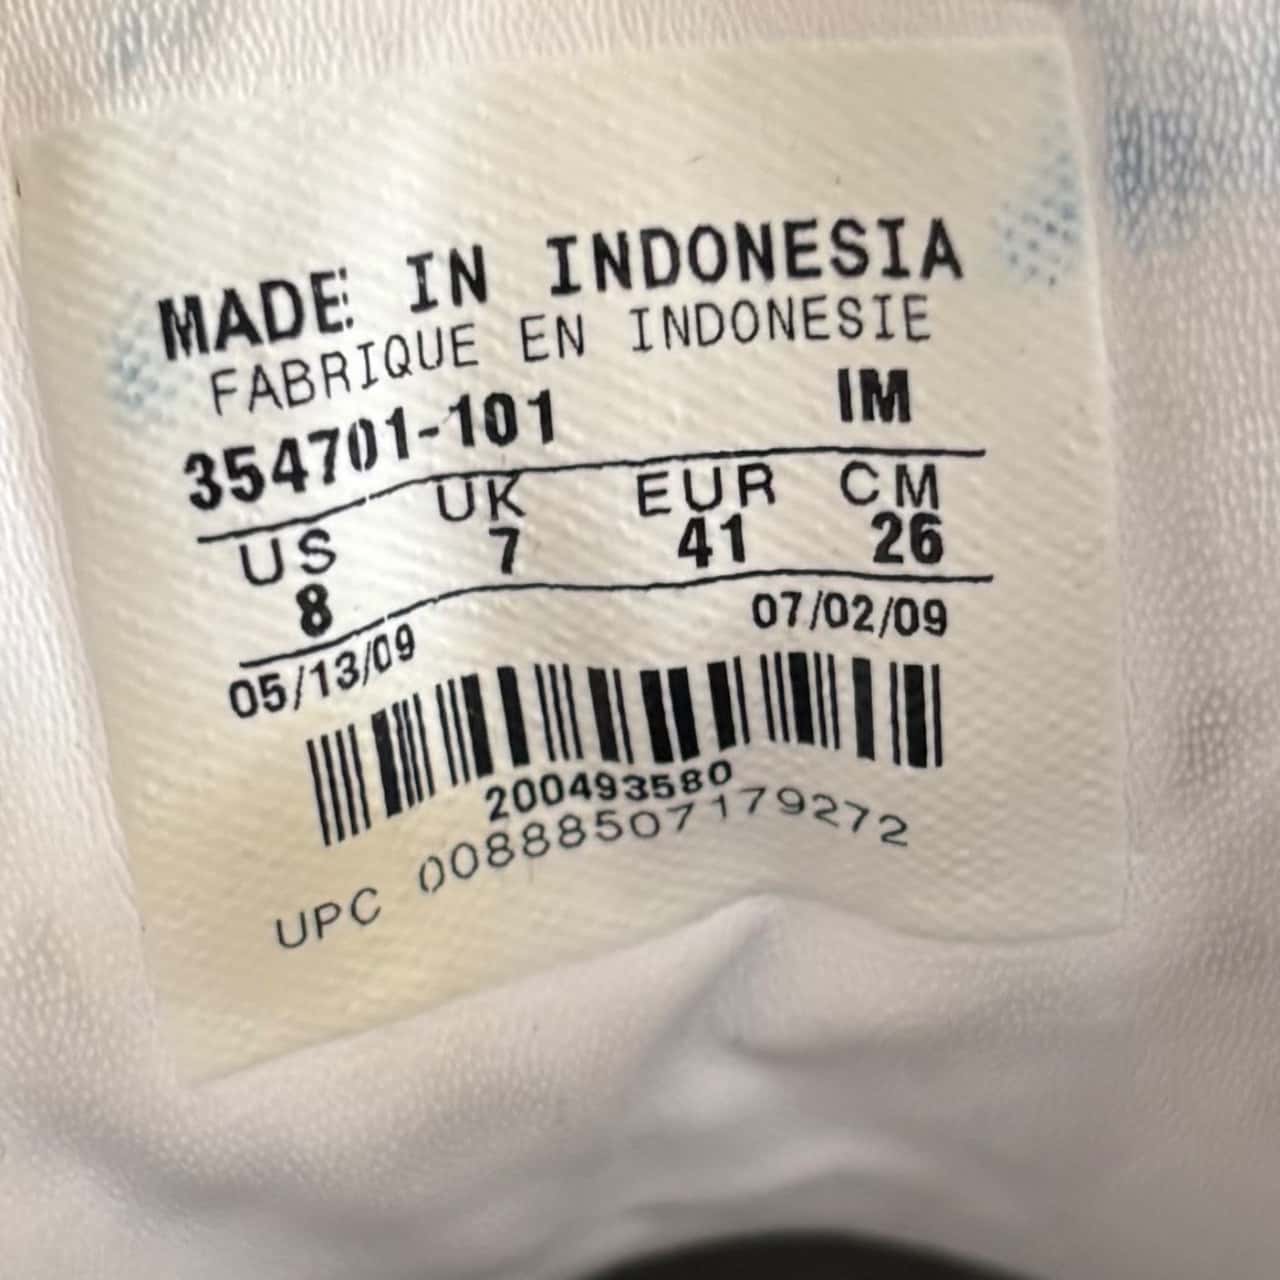 MADE IN INDONESIA
FABRIQUE EN INDONESIE
354701-101 IM
US UK EUR CM
8 7 41 26
05/13/09 07/02/09
200493580
UPC 00888507179272